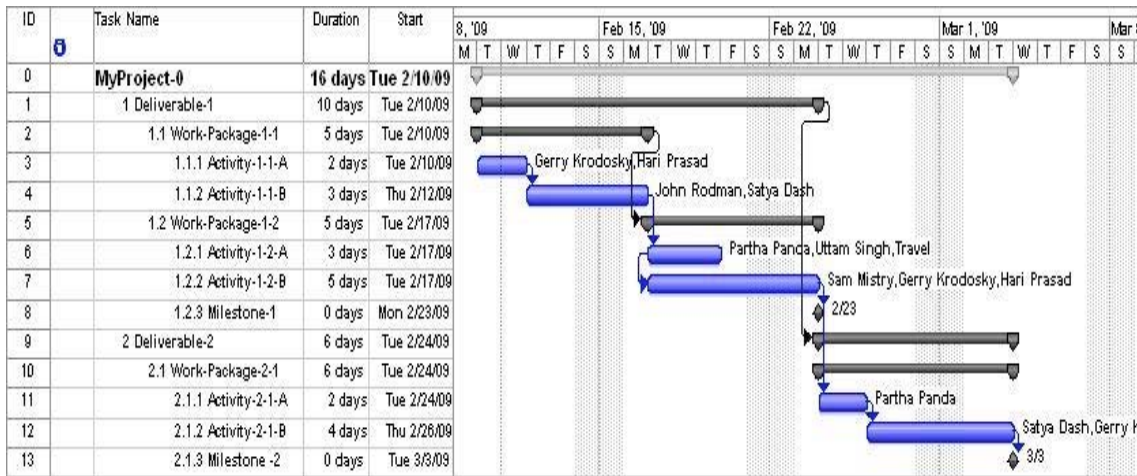 ID Task Name Duration Start 8, '09 Feb 15, '09 Feb 22, '09 Mar 1, '09 Mar
M T W T F S S M T W T F S S M T W T F S S M T W T F S S
0 MyProject-0 16 days Tue 2/10/09
1 1 Deliverable-1 10 days Tue 2/10/09
2 1.1 Work-Package-1-1 5 days Tue 2/10/09
3 1.1.1 Activity-1-1-A 2 days Tue 2/10/09 Gerry Krodosky,Hari Prasad
4 1.1.2 Activity-1-1-B 3 days Thu 2/12/09 John Rodman,Satya Dash
5 1.2 Work-Package-1-2 5 days Tue 2/17/09
6 1.2.1 Activity-1-2-A 3 days Tue 2/17/09 Partha Panda,Uttam Singh,Travel
7 1.2.2 Activity-1-2-B 5 days Tue 2/17/09 Sam Mistry,Gerry Krodosky,Hari Prasad
8 1.2.3 Milestone-1 0 days Mon 2/23/09 2/23
9 2 Deliverable-2 6 days Tue 2/24/09
10 2.1 Work-Package-2-1 6 days Tue 2/24/09
11 2.1.1 Activity-2-1-A 2 days Tue 2/24/09 Partha Panda
12 2.1.2 Activity-2-1-B 4 days Thu 2/26/09 Satya Dash,Gerry
13 2.1.3 Milestone -2 0 days Tue 3/3/09 3/3